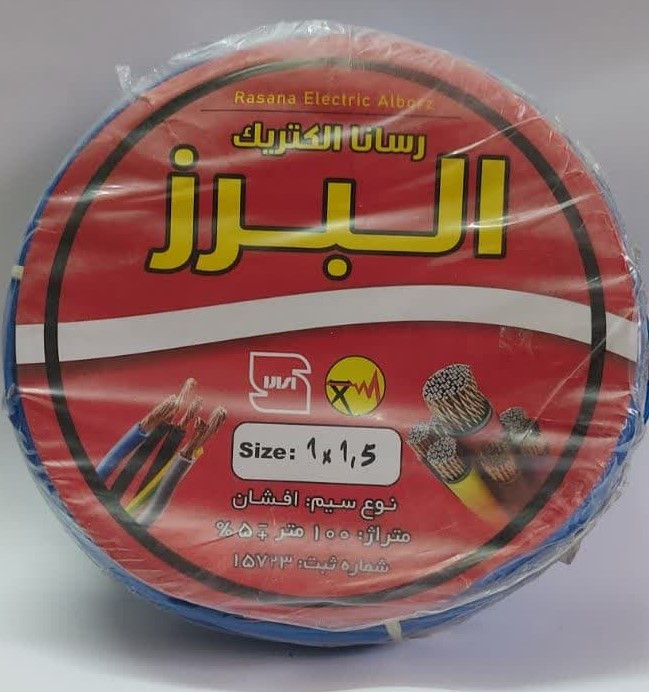 Rasana Electric Alborz
رسانا الکتریک
البرز
Size: 1x1,5
نوع سیم: افشان
متراژ: ۱۰۰ متر ∓ ۵%
شماره ثبت: ۱۵۷۲۳